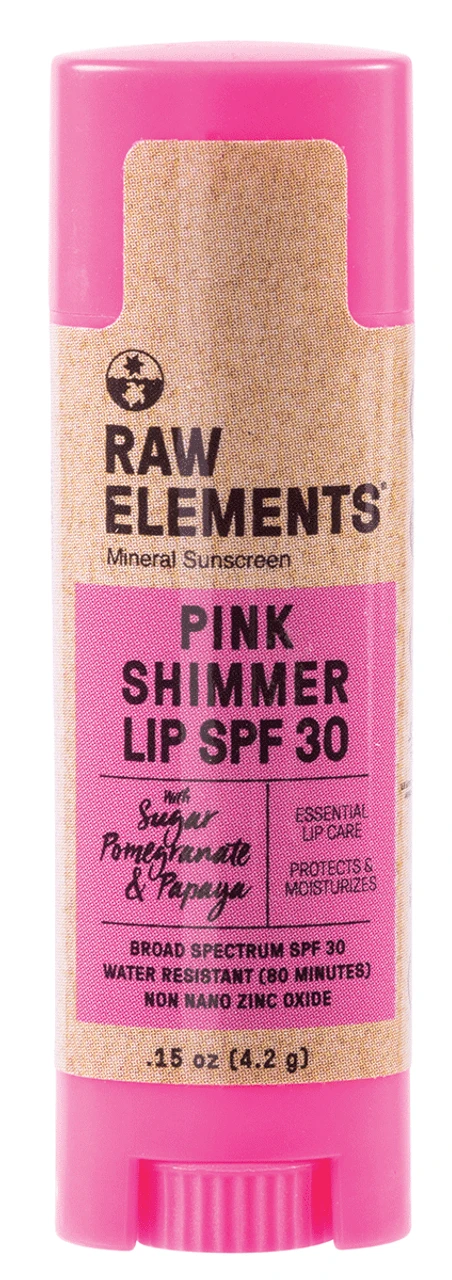 RAW
ELEMENTS®
Mineral Sunscreen
PINK
SHIMMER
LIP SPF 30
With
Sugar
Pomegranate
& Papaya
ESSENTIAL
LIP CARE
PROTECTS &
MOISTURIZES
BROAD SPECTRUM SPF 30
WATER RESISTANT (80 MINUTES)
NON NANO ZINC OXIDE
.15 oz (4.2 g)